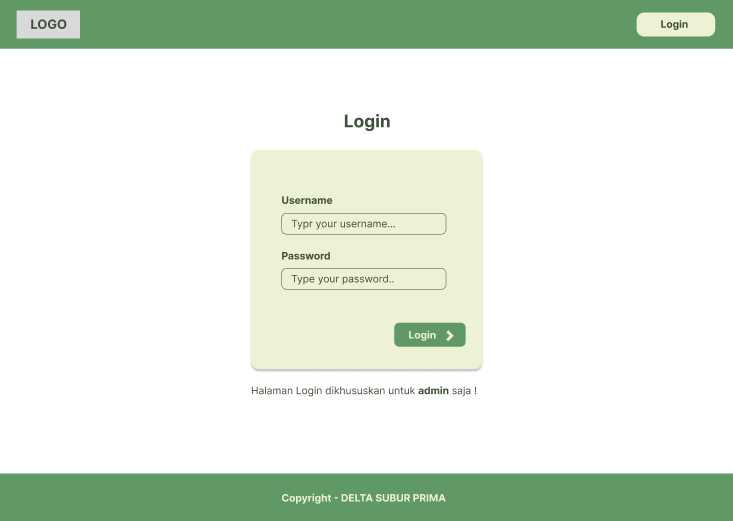 LOGO
Login
Login
Username
Typr your username...
Password
Type your password..
Login
Halaman Login dikhususkan untuk admin saja !
Copyright - DELTA SUBUR PRIMA